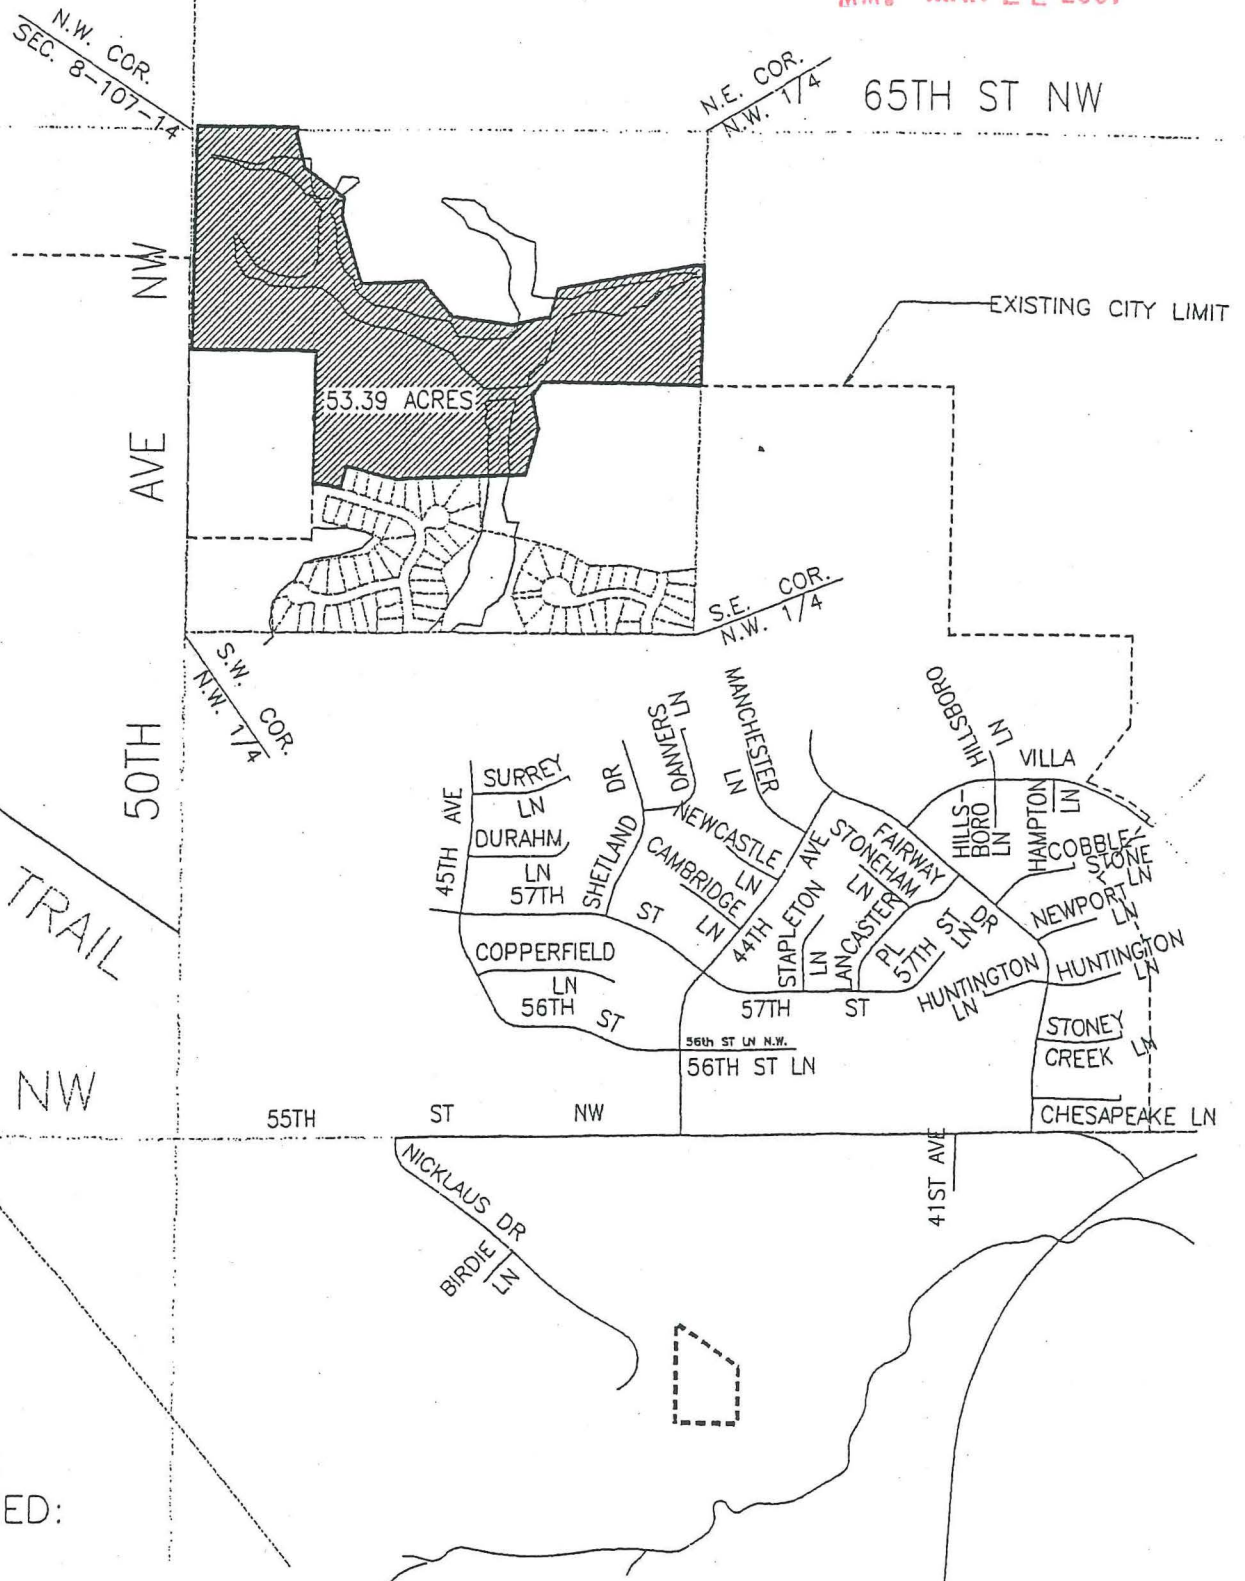 N.W. COR.
SEC. 8-107-14
N.E. COR.
N.W. 1/4
65TH ST NW
NW
EXISTING CITY LIMIT
53.39 ACRES
AVE
S.E. COR.
N.W. 1/4
S.W. COR.
N.W. 1/4
50TH
TRAIL
NW
45TH AVE
SURREY
LN
DURAHM
LN
57TH
ST
SHETLAND DR
DANVERS
LN
MANCHESTER
LN
NEWCASTLE
LN
CAMBRIDGE
LN
44TH AVE
STAPLETON
LN
STONEHAM
LN
LANCASTER
PL
FAIRWAY
DR
57TH ST
LN
HILLSBORO
LN
VILLA
HILLS-
BORO
LN
HAMPTON
LN
COBBLE
STONE
LN
NEWPORT
LN
HUNTINGTON
LN
HUNTINGTON
LN
COPPERFIELD
LN
56TH
ST
57TH ST
56th ST LN N.W.
56TH ST LN
STONEY
CREEK LN
CHESAPEAKE LN
55TH ST NW
NICKLAUS DR
BIRDIE
LN
41ST AVE
ED: